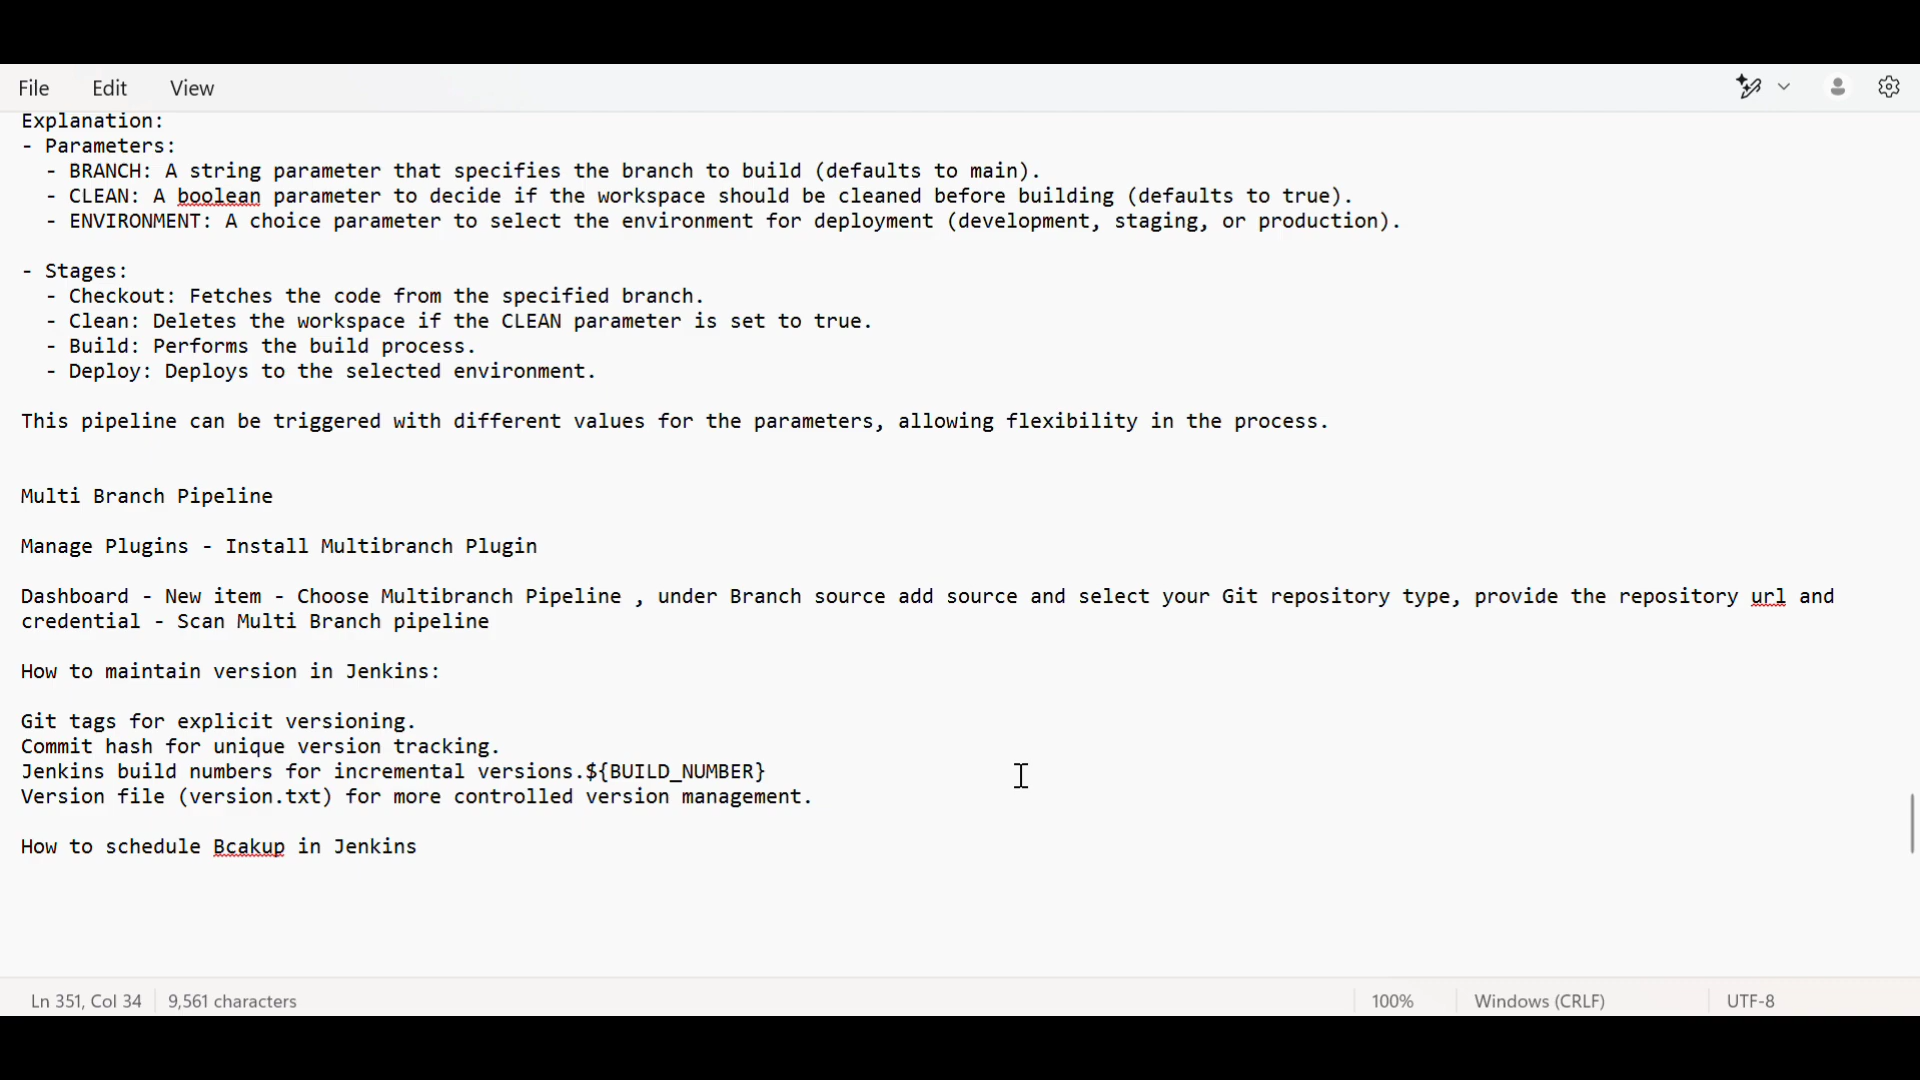 File Edit View
Explanation:
- Parameters:
- BRANCH: A string parameter that specifies the branch to build (defaults to main).
- CLEAN: A boolean parameter to decide if the workspace should be cleaned before building (defaults to true).
- ENVIRONMENT: A choice parameter to select the environment for deployment (development, staging, or production).
- Stages:
- Checkout: Fetches the code from the specified branch.
- Clean: Deletes the workspace if the CLEAN parameter is set to true.
- Build: Performs the build process.
- Deploy: Deploys to the selected environment.
This pipeline can be triggered with different values for the parameters, allowing flexibility in the process.
Multi Branch Pipeline
Manage Plugins - Install Multibranch Plugin
Dashboard - New item - Choose Multibranch Pipeline , under Branch source add source and select your Git repository type, provide the repository url and
credential - Scan Multi Branch pipeline
How to maintain version in Jenkins:
Git tags for explicit versioning.
Commit hash for unique version tracking.
Jenkins build numbers for incremental versions.${BUILD_NUMBER}
Version file (version.txt) for more controlled version management.
How to schedule Bcakup in Jenkins
Ln 351, Col 34 9,561 characters 100% Windows (CRLF) UTF-8